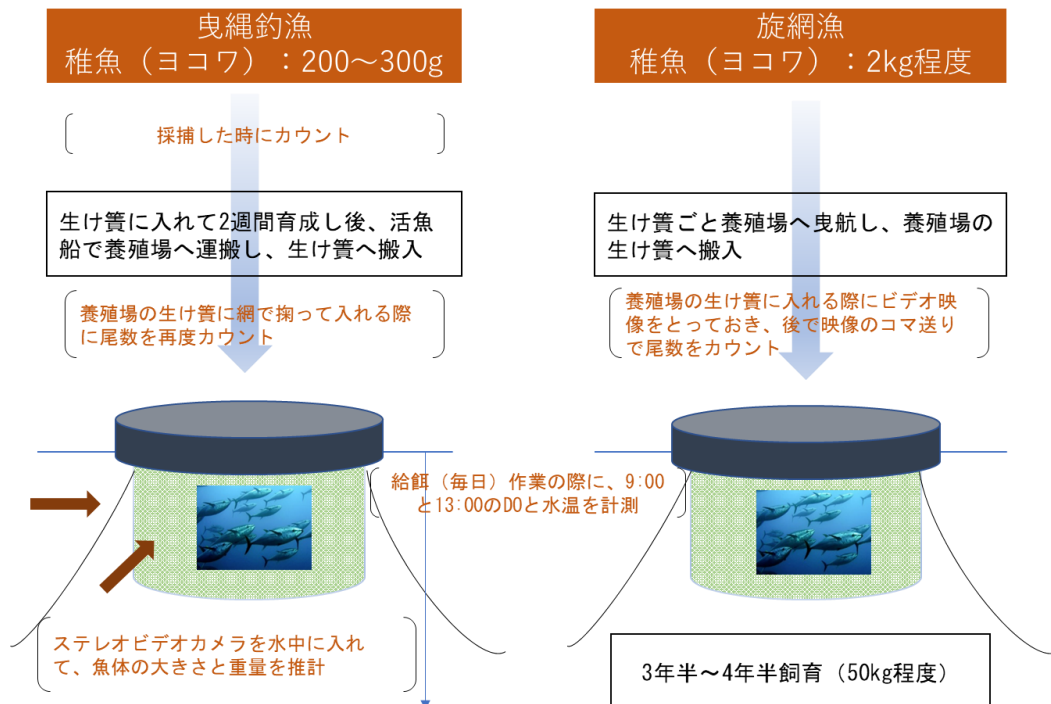 曳縄釣漁
稚魚（ヨコワ）：200～300g
採捕した時にカウント
生け簀に入れて2週間育成し後、活魚
船で養殖場へ運搬し、生け簀へ搬入
養殖場の生け簀に網で掬って入れる際
に尾数を再度カウント
旋網漁
稚魚（ヨコワ）：2kg程度
生け簀ごと養殖場へ曳航し、養殖場の
生け簀へ搬入
養殖場の生け簀に入れる際にビデオ映
像をとっておき、後で映像のコマ送り
で尾数をカウント
給餌（毎日）作業の際に、9:00
と13:00のDOと水温を計測
ステレオビデオカメラを水中に入れ
て、魚体の大きさと重量を推計
3年半～4年半飼育（50kg程度）